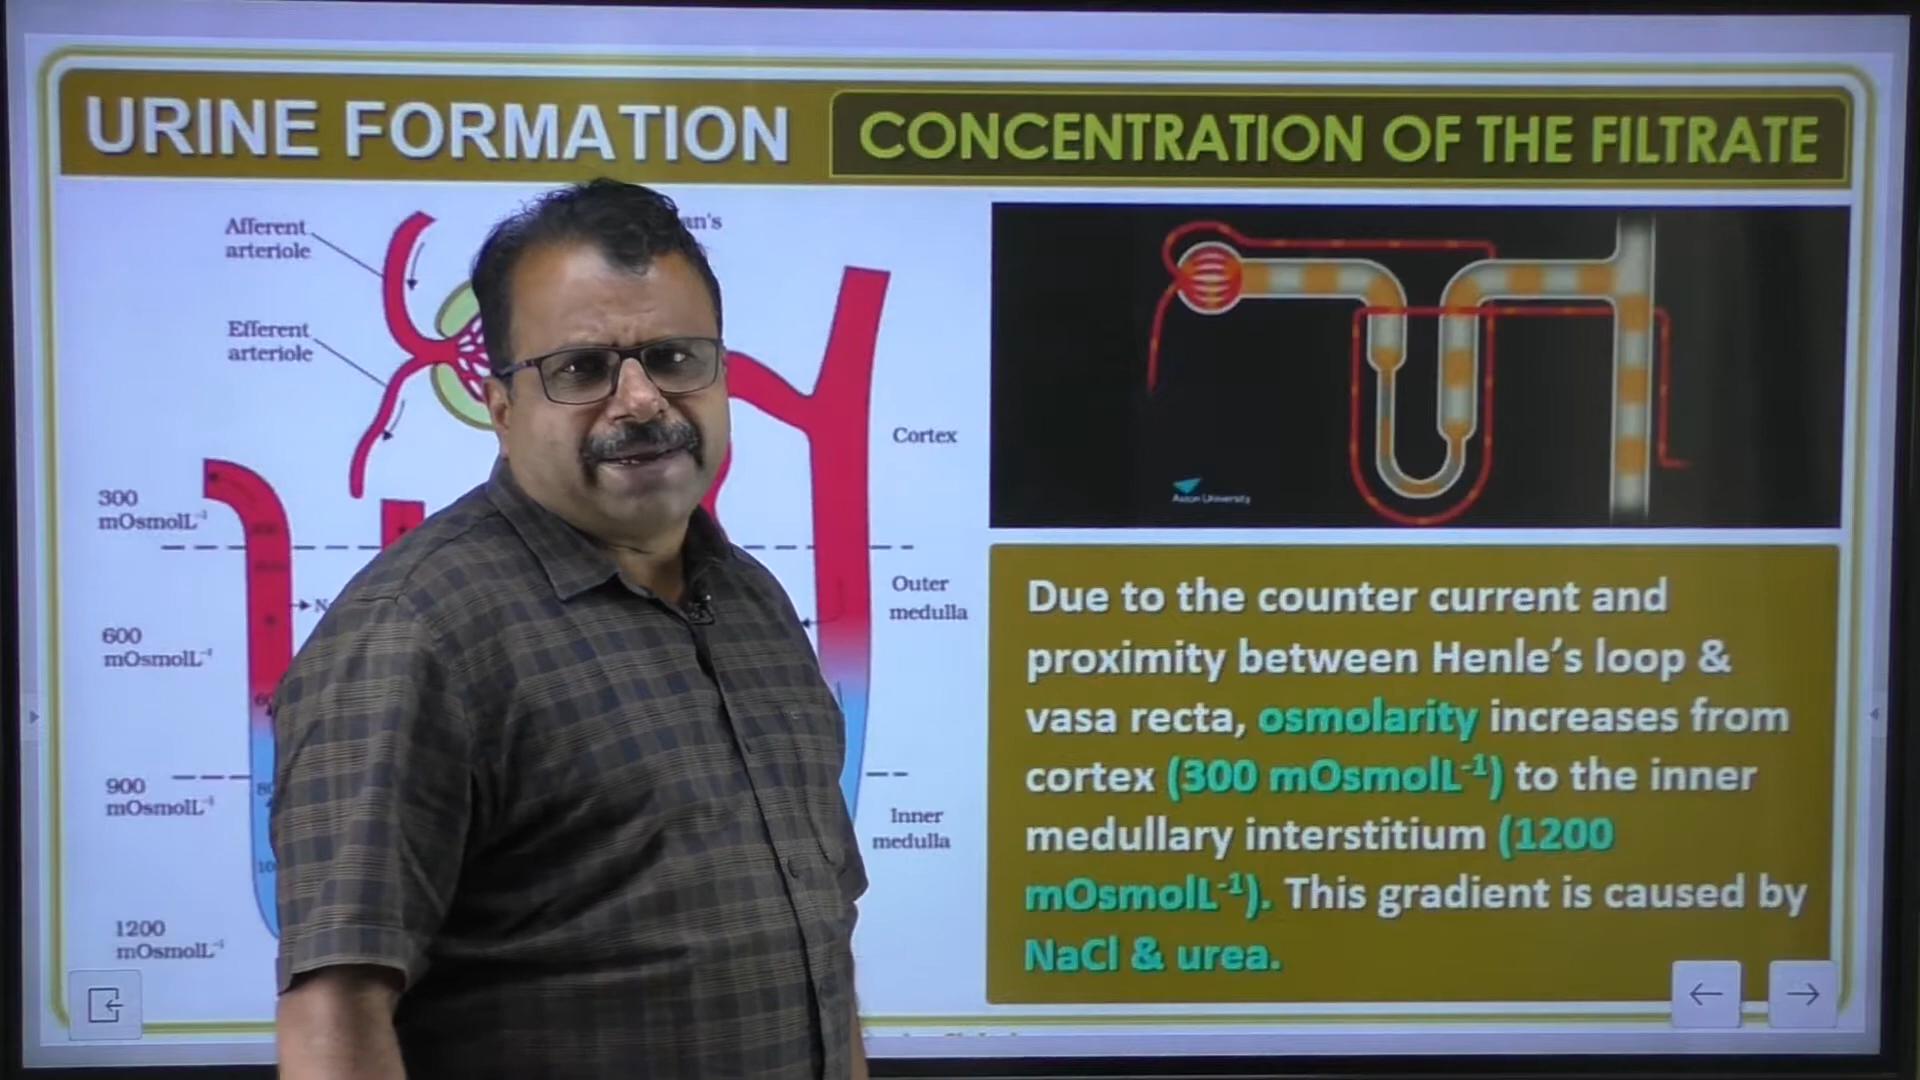 URINE FORMATION
CONCENTRATION OF THE FILTRATE
Afferent
arteriole
Efferent
arteriole
an's
Cortex
300
mOsmolL⁻¹
Outer
medulla
600
mOsmolL⁻¹
900
mOsmolL⁻¹
Inner
medulla
1200
mOsmolL⁻¹
Aston University
Due to the counter current and
proximity between Henle's loop &
vasa recta, osmolarity increases from
cortex (300 mOsmolL⁻¹) to the inner
medullary interstitium (1200
mOsmolL⁻¹). This gradient is caused by
NaCl & urea.